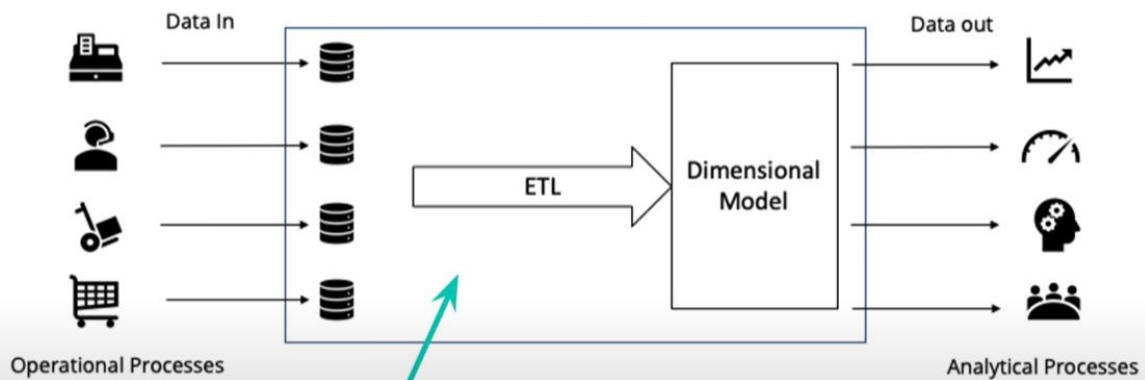 Data In
Data out
ETL
Dimensional
Model
Operational Processes
Analytical Processes